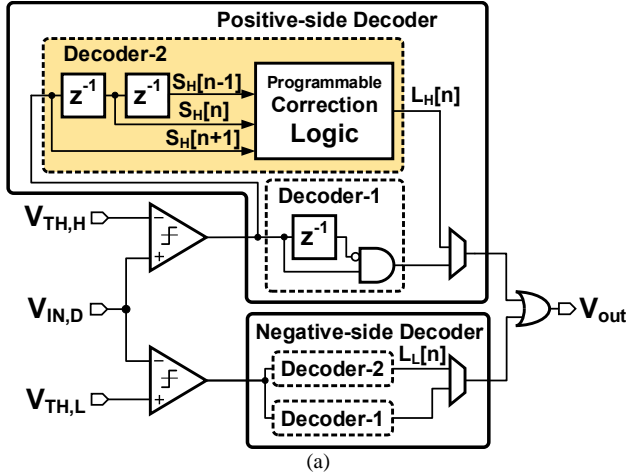 Positive-side Decoder
Decoder-2
z⁻¹
z⁻¹
S_H[n-1]
S_H[n]
S_H[n+1]
Programmable
Correction
Logic
L_H[n]
Decoder-1
z⁻¹
V_TH,H
−
+
V_IN,D
V_out
Negative-side Decoder
L_L[n]
Decoder-2
Decoder-1
−
+
V_TH,L
(a)